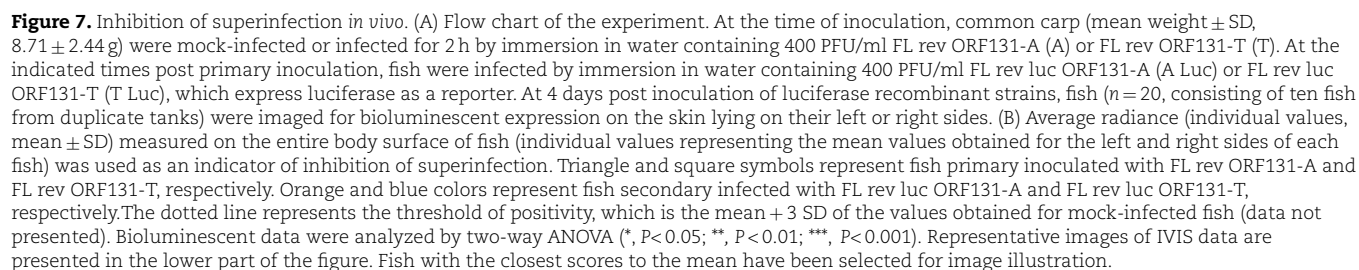 Figure 7. Inhibition of superinfection in vivo. (A) Flow chart of the experiment. At the time of inoculation, common carp (mean weight ± SD,
8.71 ± 2.44 g) were mock-infected or infected for 2 h by immersion in water containing 400 PFU/ml FL rev ORF131-A (A) or FL rev ORF131-T (T). At the
indicated times post primary inoculation, fish were infected by immersion in water containing 400 PFU/ml FL rev luc ORF131-A (A Luc) or FL rev luc
ORF131-T (T Luc), which express luciferase as a reporter. At 4 days post inoculation of luciferase recombinant strains, fish (n = 20, consisting of ten fish
from duplicate tanks) were imaged for bioluminescent expression on the skin lying on their left or right sides. (B) Average radiance (individual values,
mean ± SD) measured on the entire body surface of fish (individual values representing the mean values obtained for the left and right sides of each
fish) was used as an indicator of inhibition of superinfection. Triangle and square symbols represent fish primary inoculated with FL rev ORF131-A and
FL rev ORF131-T, respectively. Orange and blue colors represent fish secondary infected with FL rev luc ORF131-A and FL rev luc ORF131-T,
respectively.The dotted line represents the threshold of positivity, which is the mean + 3 SD of the values obtained for mock-infected fish (data not
presented). Bioluminescent data were analyzed by two-way ANOVA (*, P < 0.05; **, P < 0.01; ***, P < 0.001). Representative images of IVIS data are
presented in the lower part of the figure. Fish with the closest scores to the mean have been selected for image illustration.